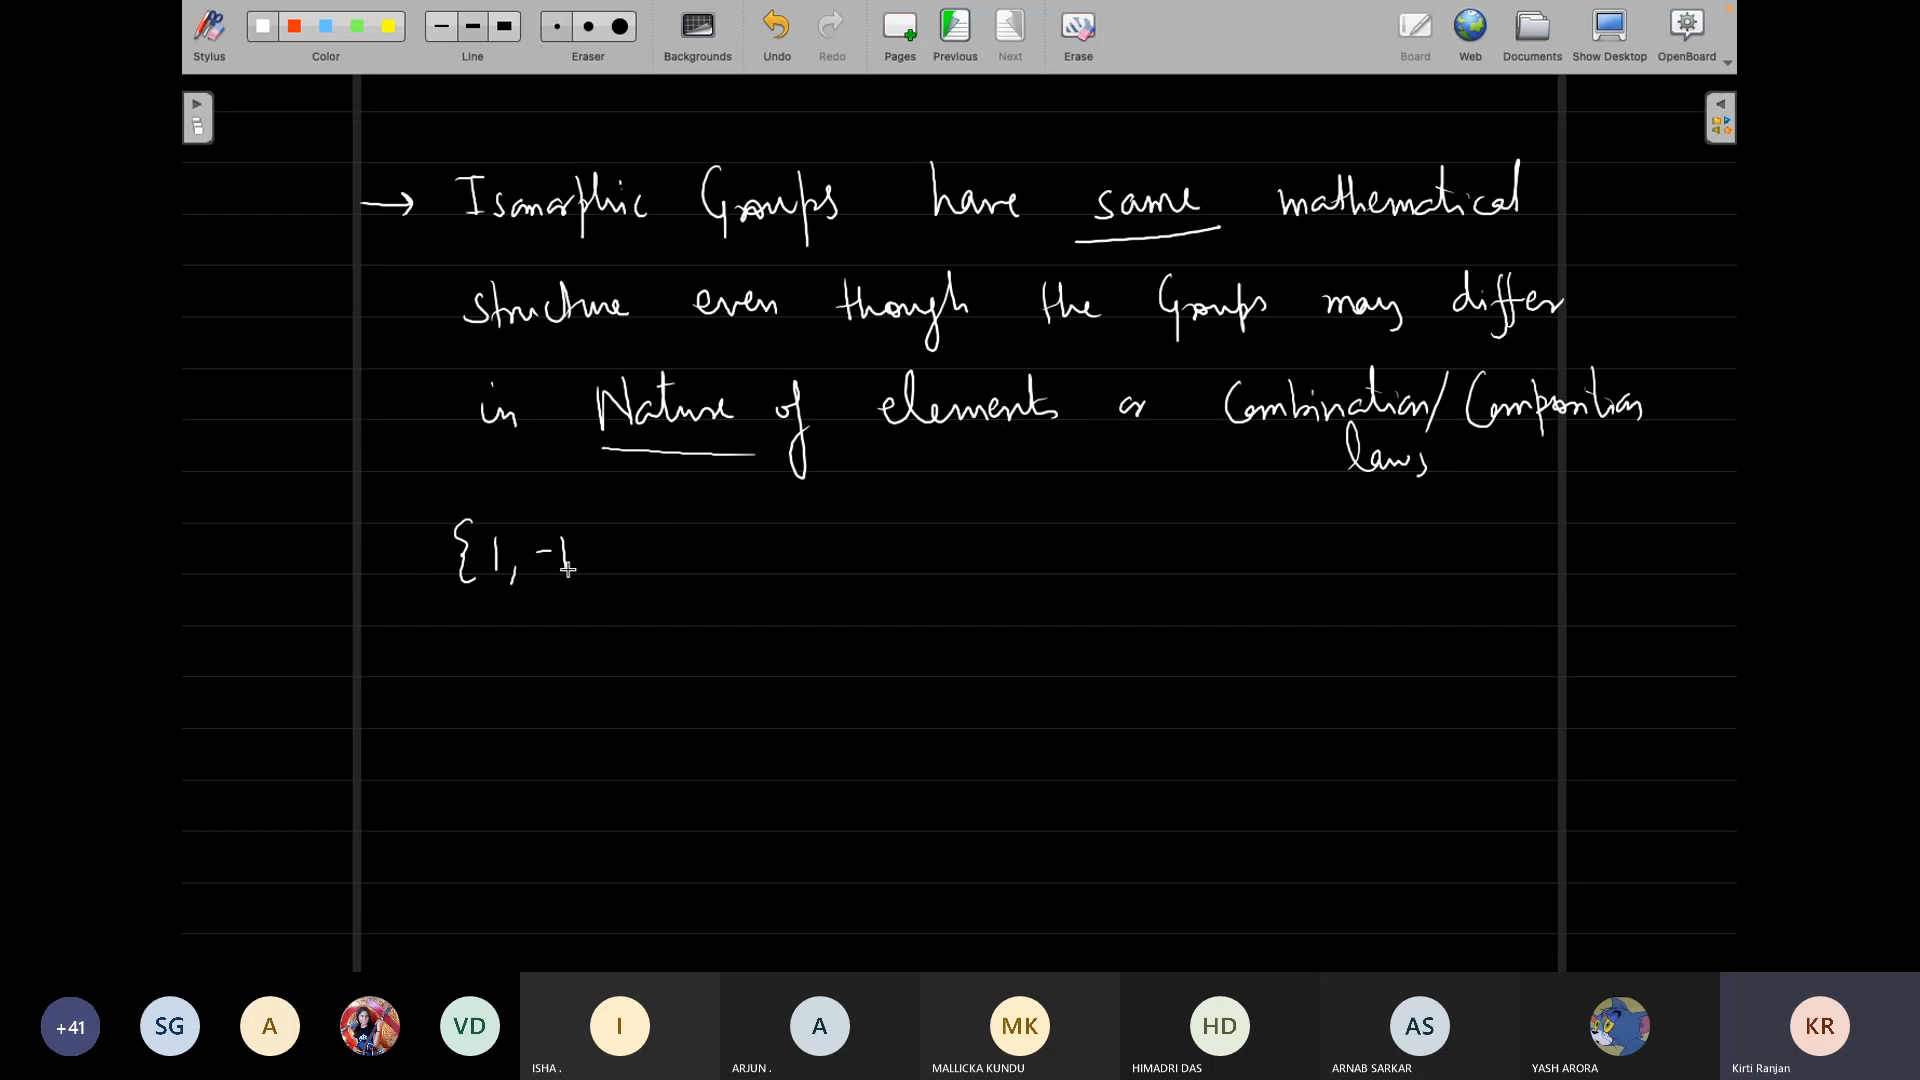 Stylus Color Line Eraser Backgrounds Undo Redo Pages Previous Next Erase Board Web Documents Show Desktop OpenBoard
→ Isomorphic Groups have same mathematical
structure even though the Groups may differ
in Nature of elements or Combination/Composition
laws
{1, -1
+41 SG A VD I A MK HD AS KR
ISHA . ARJUN . MALLICKA KUNDU HIMADRI DAS ARNAB SARKAR YASH ARORA Kirti Ranjan